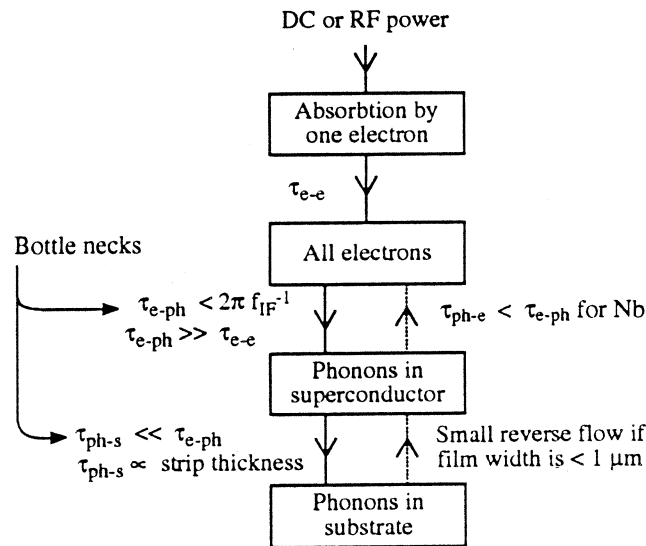 DC or RF power
Absorbtion by
one electron
τe-e
All electrons
Bottle necks
τe-ph < 2π fIF⁻¹
τe-ph >> τe-e
τph-e < τe-ph for Nb
Phonons in
superconductor
τph-s << τe-ph
τph-s ∝ strip thickness
Small reverse flow if
film width is < 1 μm
Phonons in
substrate